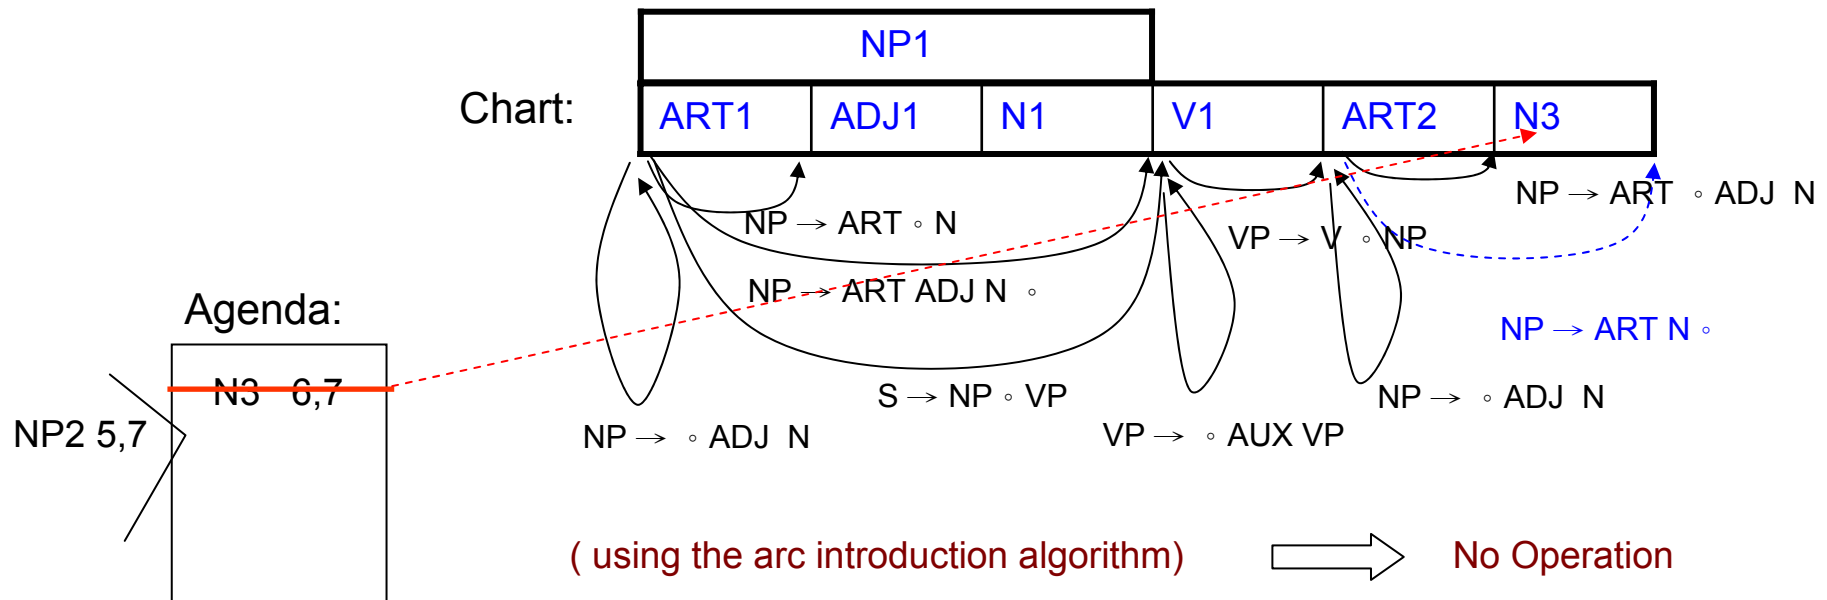 NP1
Chart:
ART1 ADJ1 N1 V1 ART2 N3
NP → ART ∘ ADJ N
NP → ART ∘ N
VP → V ∘ NP
NP → ART ADJ N ∘
Agenda:
NP → ART N ∘
N3 6,7
S → NP ∘ VP
NP → ∘ ADJ N
NP2 5,7
NP → ∘ ADJ N
VP → ∘ AUX VP
( using the arc introduction algorithm)
No Operation